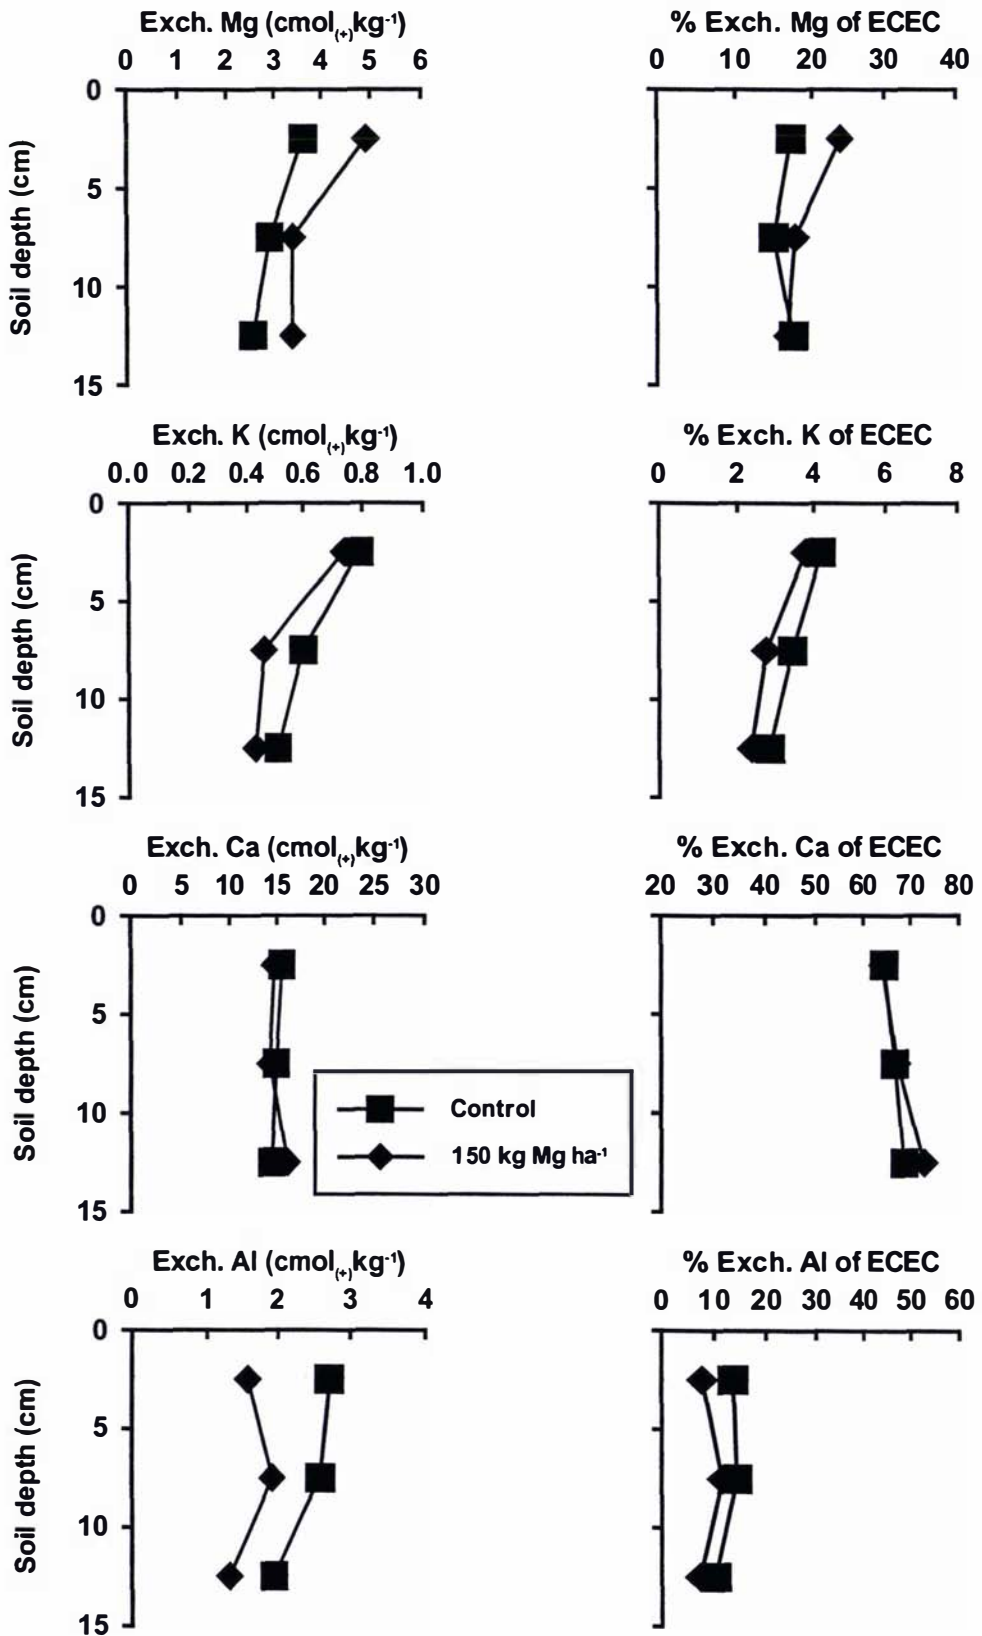 Exch. Mg (cmol(+)kg-1)
0 1 2 3 4 5 6
0
5
10
15
Soil depth (cm)
% Exch. Mg of ECEC
0 10 20 30 40
Exch. K (cmol(+)kg-1)
0.0 0.2 0.4 0.6 0.8 1.0
0
5
10
15
Soil depth (cm)
% Exch. K of ECEC
0 2 4 6 8
Exch. Ca (cmol(+)kg-1)
0 5 10 15 20 25 30
0
5
10
15
Soil depth (cm)
% Exch. Ca of ECEC
20 30 40 50 60 70 80
Control
150 kg Mg ha-1
Exch. Al (cmol(+)kg-1)
0 1 2 3 4
0
5
10
15
Soil depth (cm)
% Exch. Al of ECEC
0 10 20 30 40 50 60